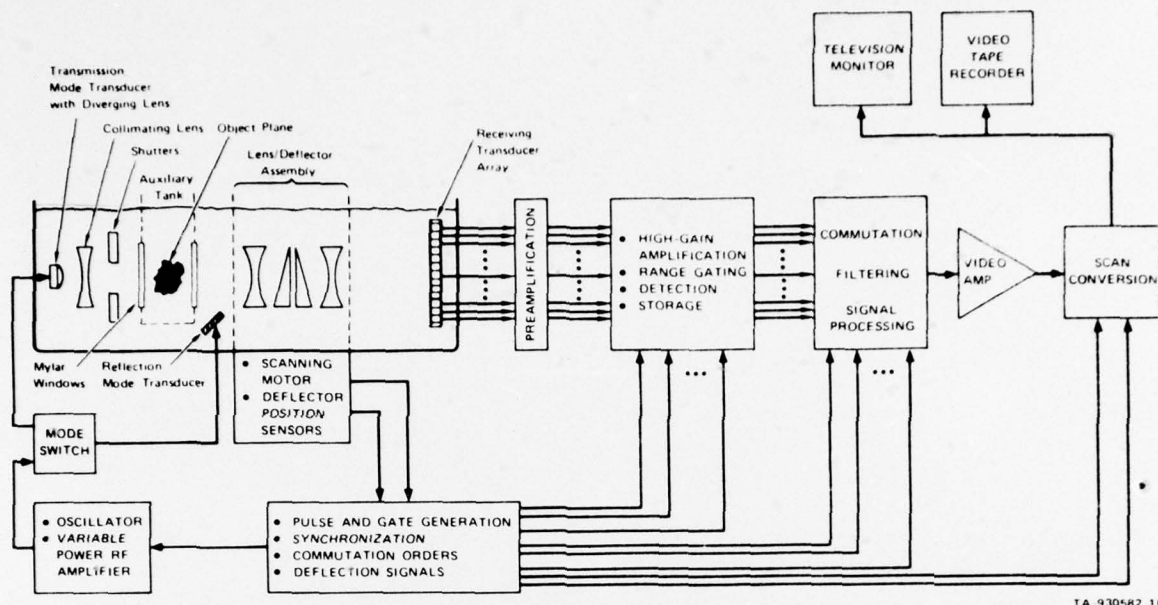 Transmission
Mode Transducer
with Diverging Lens
Collimating Lens
Object Plane
Shutters
Auxiliary
Tank
Lens/Deflector
Assembly
Receiving
Transducer
Array
TELEVISION
MONITOR
VIDEO
TAPE
RECORDER
PREAMPLIFICATION
• HIGH-GAIN
AMPLIFICATION
• RANGE GATING
• DETECTION
• STORAGE
COMMUTATION
FILTERING
SIGNAL
PROCESSING
VIDEO
AMP
SCAN
CONVERSION
Mylar
Windows
Reflection
Mode Transducer
• SCANNING
MOTOR
• DEFLECTOR
POSITION
SENSORS
MODE
SWITCH
• OSCILLATOR
• VARIABLE
POWER RF
AMPLIFIER
• PULSE AND GATE GENERATION
• SYNCHRONIZATION
• COMMUTATION ORDERS
• DEFLECTION SIGNALS